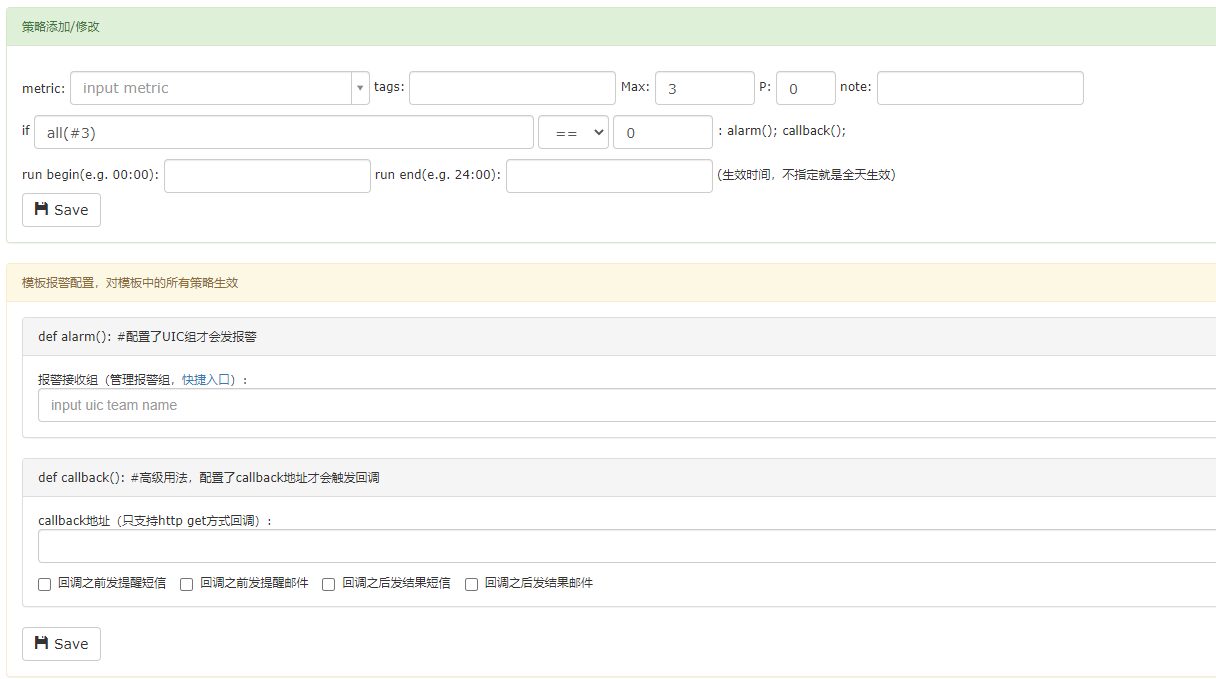 策略添加/修改
metric: input metric tags: Max: 3 P: 0 note:
if all(#3) == 0 : alarm(); callback();
run begin(e.g. 00:00): run end(e.g. 24:00): (生效时间，不指定就是全天生效)
Save
模板报警配置，对模板中的所有策略生效
def alarm(): #配置了UIC组才会发报警
报警接收组（管理报警组，快捷入口）:
input uic team name
def callback(): #高级用法，配置了callback地址才会触发回调
callback地址（只支持http get方式回调）:
回调之前发提醒短信 回调之前发提醒邮件 回调之后发结果短信 回调之后发结果邮件
Save